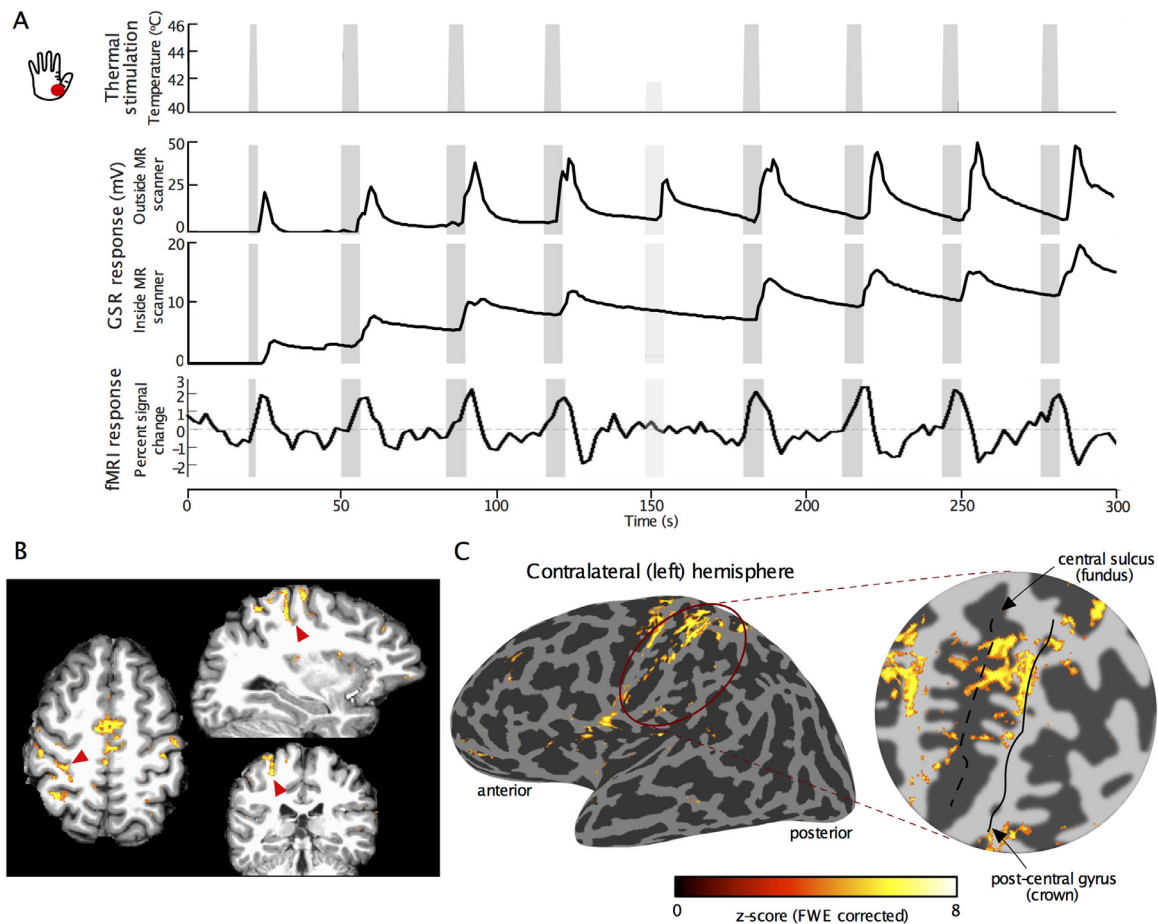 A
Thermal
stimulation
Temperature (°C)
46
44
42
40
GSR response (mV)
Outside MR
scanner
50
25
0
Inside MR
scanner
20
10
0
fMRI response
Percent signal
change
3
2
1
0
−1
−2
0
50
100
150
200
250
300
Time (s)
B
C
Contralateral (left) hemisphere
central sulcus
(fundus)
anterior
posterior
post-central gyrus
(crown)
0
8
z-score (FWE corrected)